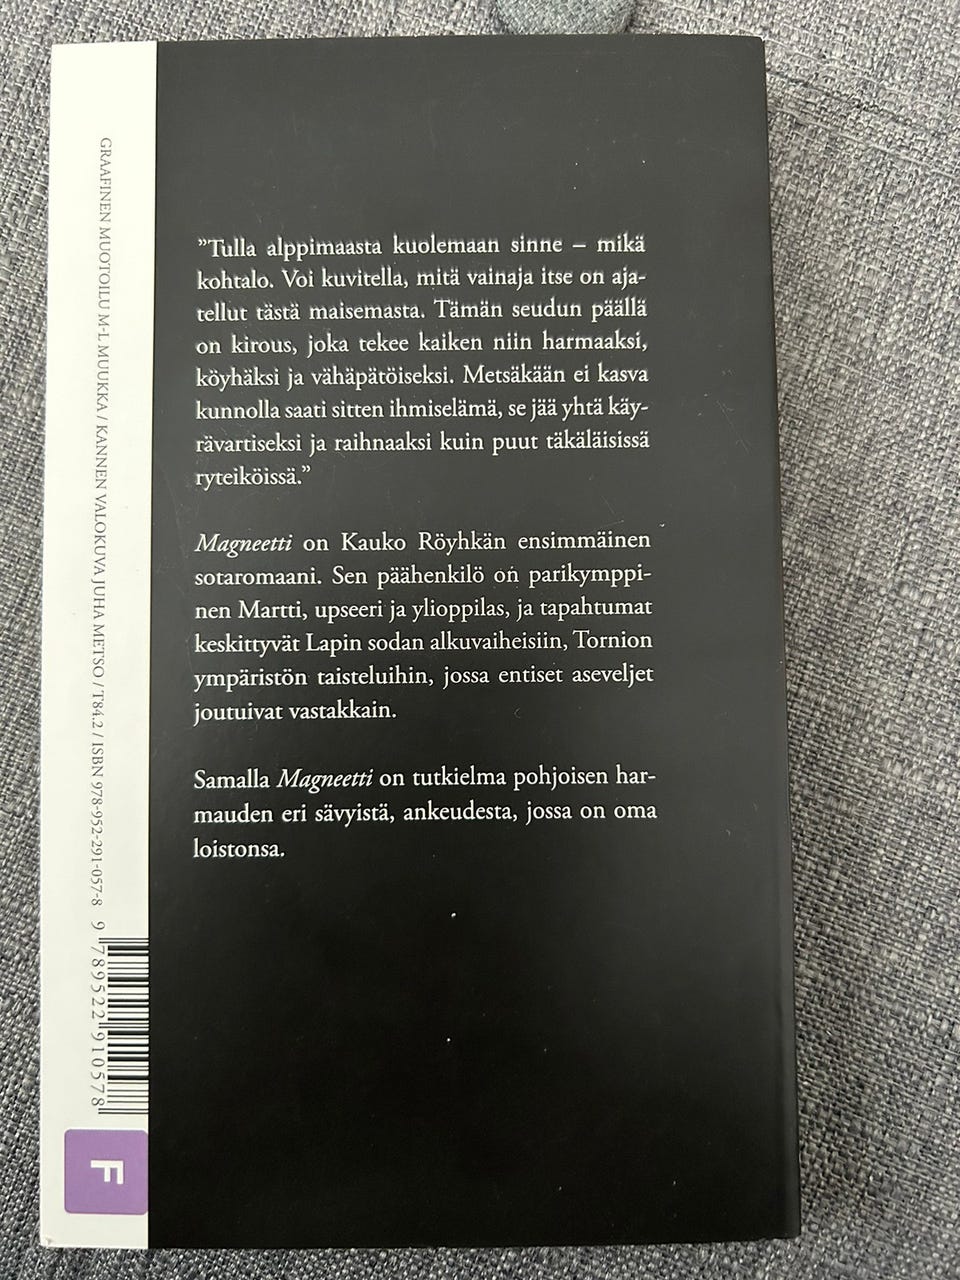 ”Tulla alppimaasta kuolemaan sinne – mikä
kohtalo. Voi kuvitella, mitä vainaja itse on aja-
tellut tästä maisemasta. Tämän seudun päällä
on kirous, joka tekee kaiken niin harmaaksi,
köyhäksi ja vähäpätöiseksi. Metsäkään ei kasva
kunnolla saati sitten ihmiselämä, se jää yhtä käy-
rävartiseksi ja raihnaaksi kuin puut täkäläisissä
ryteiköissä.”
Magneetti on Kauko Röyhkän ensimmäinen
sotaromaani. Sen päähenkilö on parikymppi-
nen Martti, upseeri ja ylioppilas, ja tapahtumat
keskittyvät Lapin sodan alkuvaiheisiin, Tornion
ympäristön taisteluihin, jossa entiset aseveljet
joutuivat vastakkain.
Samalla Magneetti on tutkielma pohjoisen har-
mauden eri sävyistä, ankeudesta, jossa on oma
loistonsa.
GRAAFINEN MUOTOILU M-L MUUKKA / KANNEN VALOKUVA JUHA METSO / T84.2 / ISBN 978-952-291-057-8
9 789522 910578
F